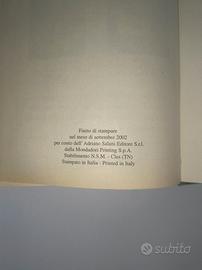 Finito di stampare
nel mese di settembre 2002
per conto dell' Adriano Salani Editore S.r.l.
dalla Mondadori Printing S.p.A.
Stabilimento N.S.M. - Cles (TN)
Stampato in Italia - Printed in Italy
subito